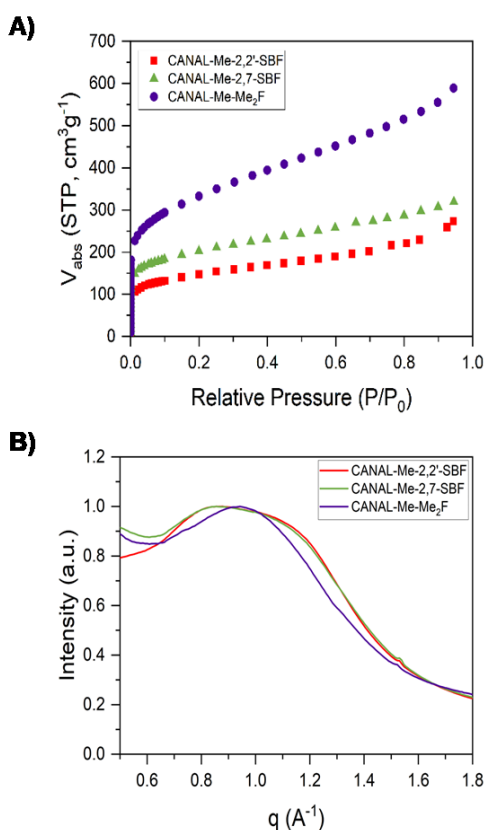 A)
700
600
500
400
300
200
100
0
V_abs (STP, cm³g⁻¹)
CANAL-Me-2,2'-SBF
CANAL-Me-2,7-SBF
CANAL-Me-Me₂F
0.0 0.2 0.4 0.6 0.8 1.0
Relative Pressure (P/P₀)
B)
1.2
1.0
0.8
0.6
0.4
0.2
0.0
Intensity (a.u.)
CANAL-Me-2,2'-SBF
CANAL-Me-2,7-SBF
CANAL-Me-Me₂F
0.6 0.8 1.0 1.2 1.4 1.6 1.8
q (A⁻¹)